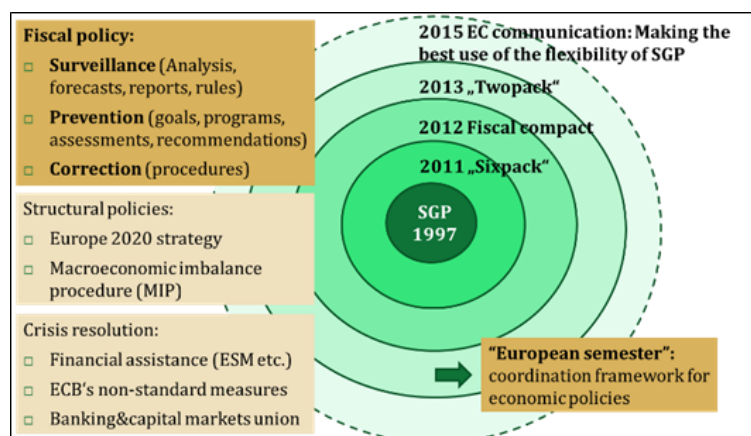 Fiscal policy:
□ Surveillance (Analysis,
forecasts, reports, rules)
□ Prevention (goals, programs,
assessments, recommendations)
□ Correction (procedures)
Structural policies:
□ Europe 2020 strategy
□ Macroeconomic imbalance
procedure (MIP)
Crisis resolution:
□ Financial assistance (ESM etc.)
□ ECB‘s non-standard measures
□ Banking&capital markets union
2015 EC communication: Making the
best use of the flexibility of SGP
2013 „Twopack“
2012 Fiscal compact
2011 „Sixpack“
SGP
1997
“European semester”:
coordination framework for
economic policies